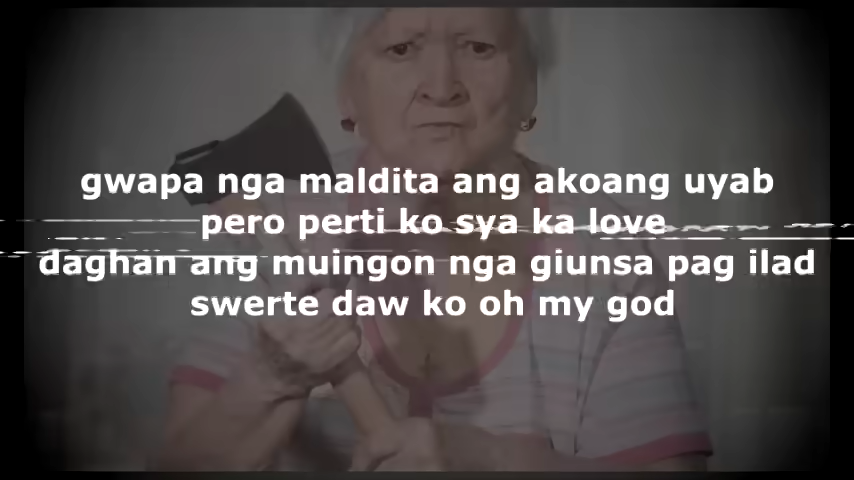 gwapa nga maldita ang akoang uyab
pero perti ko sya ka love
daghan ang muingon nga giunsa pag ilad
swerte daw ko oh my god